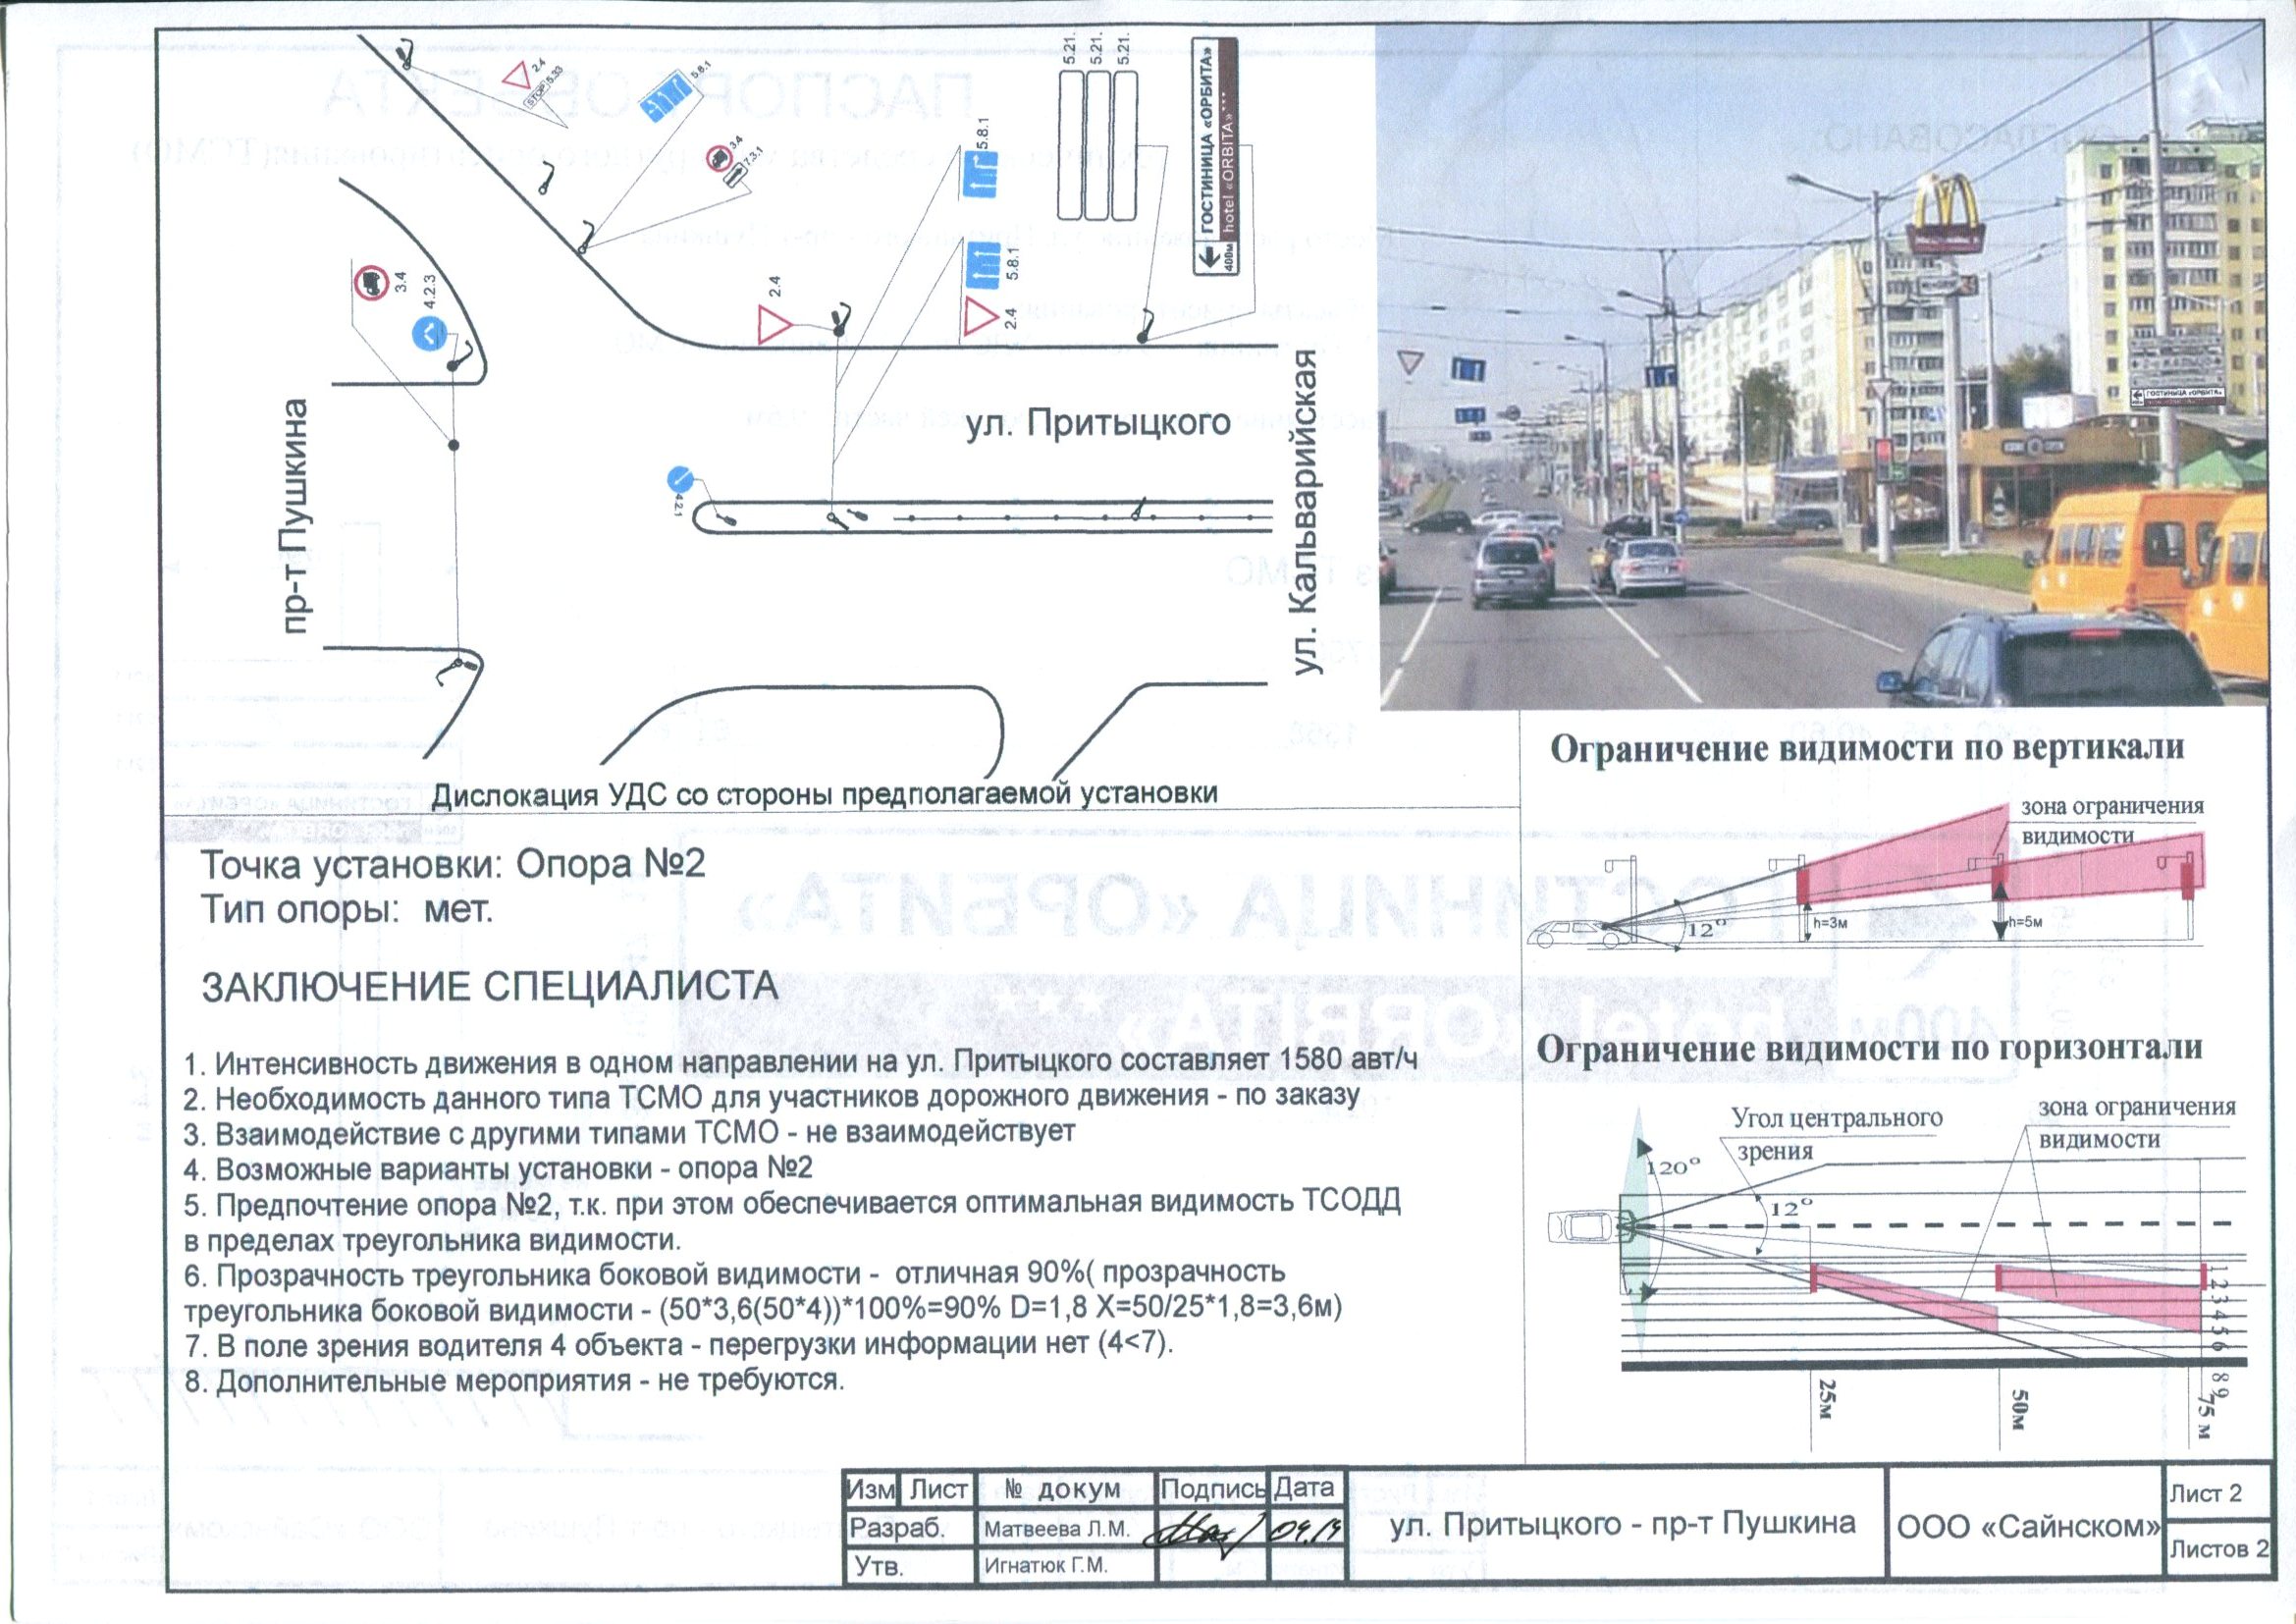 2.4
STOP 5.33
5.8.1
3.4
7.3.1
5.8.1
5.21.
5.21.
5.21.
400м
ГОСТИНИЦА «ОРБИТА»
hotel «ORBITA»***
3.4
4.2.3
2.4
5.8.1
2.4
4.2.1
пр-т Пушкина
ул. Притыцкого
ул. Кальварийская
Дислокация УДС со стороны предполагаемой установки
ГОСТИНИЦА «ОРБИТА»
Точка установки: Опора №2
Тип опоры: мет.
ЗАКЛЮЧЕНИЕ СПЕЦИАЛИСТА
1. Интенсивность движения в одном направлении на ул. Притыцкого составляет 1580 авт/ч
2. Необходимость данного типа ТСМО для участников дорожного движения - по заказу
3. Взаимодействие с другими типами ТСМО - не взаимодействует
4. Возможные варианты установки - опора №2
5. Предпочтение опора №2, т.к. при этом обеспечивается оптимальная видимость ТСОДД
в пределах треугольника видимости.
6. Прозрачность треугольника боковой видимости - отличная 90%( прозрачность
треугольника боковой видимости - (50*3,6(50*4))*100%=90% D=1,8 X=50/25*1,8=3,6м)
7. В поле зрения водителя 4 объекта - перегрузки информации нет (4<7).
8. Дополнительные мероприятия - не требуются.
Ограничение видимости по вертикали
зона ограничения
видимости
12°
h=3м
h=5м
Ограничение видимости по горизонтали
Угол центрального
зрения
зона ограничения
видимости
120°
12°
1 2 3 4 5 6
8 9
25м
50м
75 м
Изм Лист № докум Подпись Дата
Разраб. Матвеева Л.М. 04.14
Утв. Игнатюк Г.М.
ул. Притыцкого - пр-т Пушкина
ООО «Сайнском»
Лист 2
Листов 2